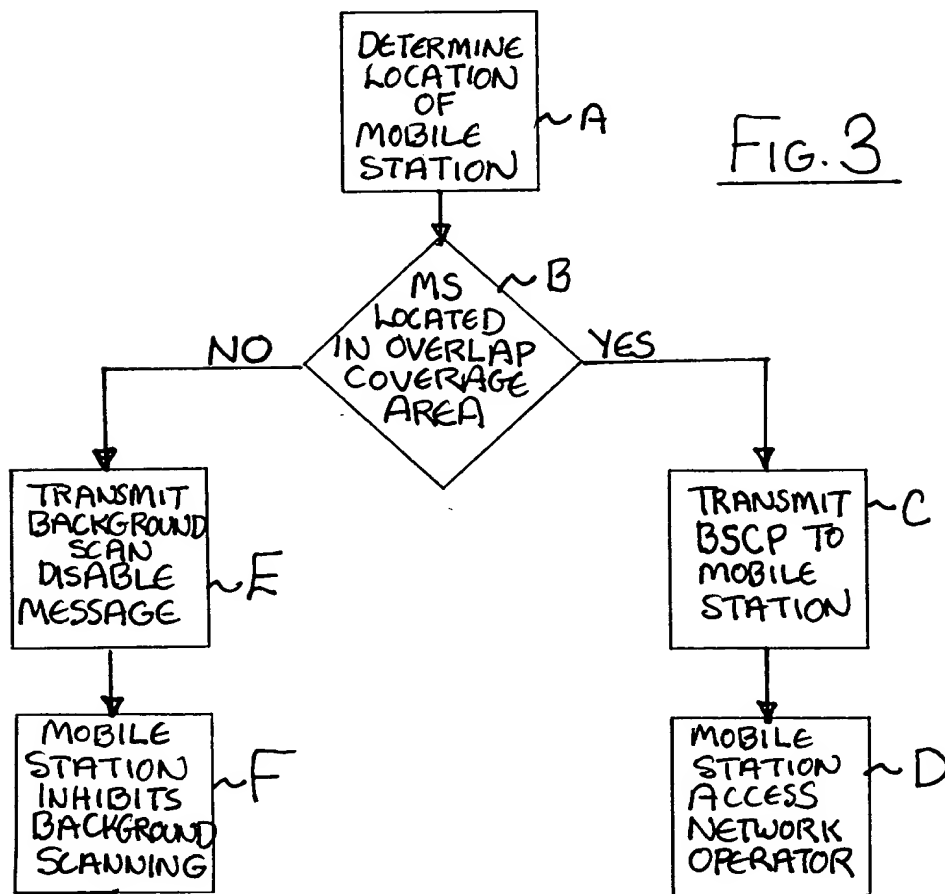 DETERMINE
LOCATION
OF
MOBILE
STATION
A
FIG. 3
MS
LOCATED
IN OVERLAP
COVERAGE
AREA
B
NO
YES
TRANSMIT
BACKGROUND
SCAN
DISABLE
MESSAGE
E
TRANSMIT
BSCP TO
MOBILE
STATION
C
MOBILE
STATION
INHIBITS
BACKGROUND
SCANNING
F
MOBILE
STATION
ACCESS
NETWORK
OPERATOR
D